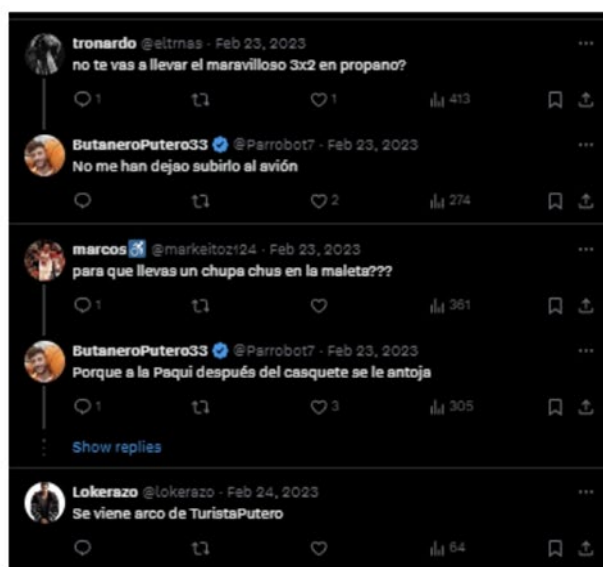 tronardo @eltrnas · Feb 23, 2023
no te vas a llevar el maravilloso 3x2 en propano?
1 1 413
ButaneroPutero33 @Parrobot7 · Feb 23, 2023
No me han dejao subirlo al avión
2 274
marcos♿ @markeitoz124 · Feb 23, 2023
para que llevas un chupa chus en la maleta???
1 361
ButaneroPutero33 @Parrobot7 · Feb 23, 2023
Porque a la Paqui después del casquete se le antoja
1 3 305
Show replies
Lokerazo @lokerazo · Feb 24, 2023
Se viene arco de TuristaPutero
64